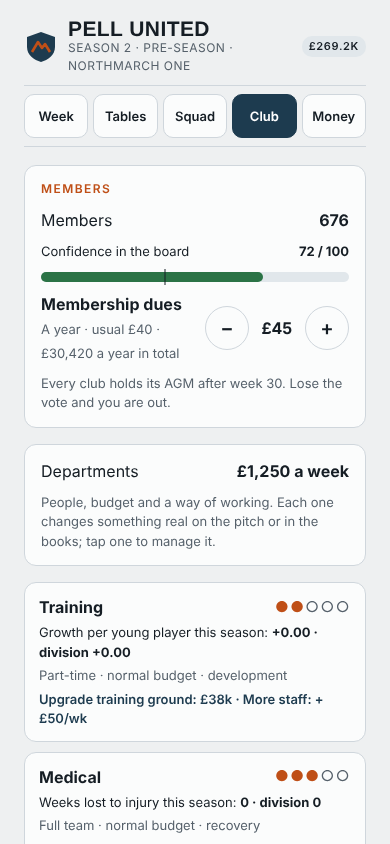 PELL UNITED
SEASON 2 · PRE-SEASON ·
NORTHMARCH ONE
£269.2K
Week
Tables
Squad
Club
Money
MEMBERS
Members 676
Confidence in the board 72 / 100
Membership dues
A year · usual £40 ·
£30,420 a year in total
− £45 +
Every club holds its AGM after week 30. Lose the
vote and you are out.
Departments £1,250 a week
People, budget and a way of working. Each one
changes something real on the pitch or in the
books; tap one to manage it.
Training
Growth per young player this season: +0.00 ·
division +0.00
Part-time · normal budget · development
Upgrade training ground: £38k · More staff: +
£50/wk
Medical
Weeks lost to injury this season: 0 · division 0
Full team · normal budget · recovery